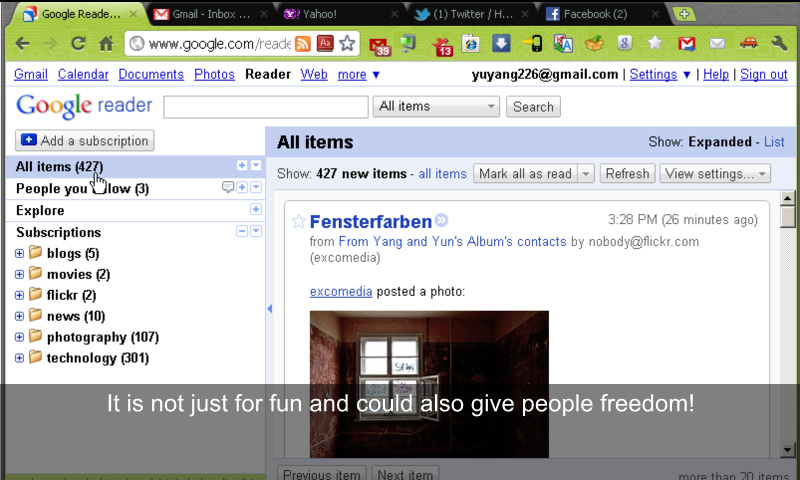 Google Reade...
Gmail - Inbox
Yahoo!
(1) Twitter / H...
Facebook (2)
www.google.com/reade
39
13
Gmail Calendar Documents Photos Reader Web more ▼
yuyang226@gmail.com | Settings ▼ | Help | Sign out
Google reader
All items
Search
Add a subscription
All items (427)
People you follow (3)
Explore
Subscriptions
blogs (5)
movies (2)
flickr (2)
news (10)
photography (107)
technology (301)
All items
Show: Expanded - List
Show: 427 new items - all items
Mark all as read
Refresh
View settings...
Fensterfarben
3:28 PM (26 minutes ago)
from From Yang and Yun's Album's contacts by nobody@flickr.com
(excomedia)
excomedia posted a photo:
It is not just for fun and could also give people freedom!
Previous item
Next item
more than 20 items